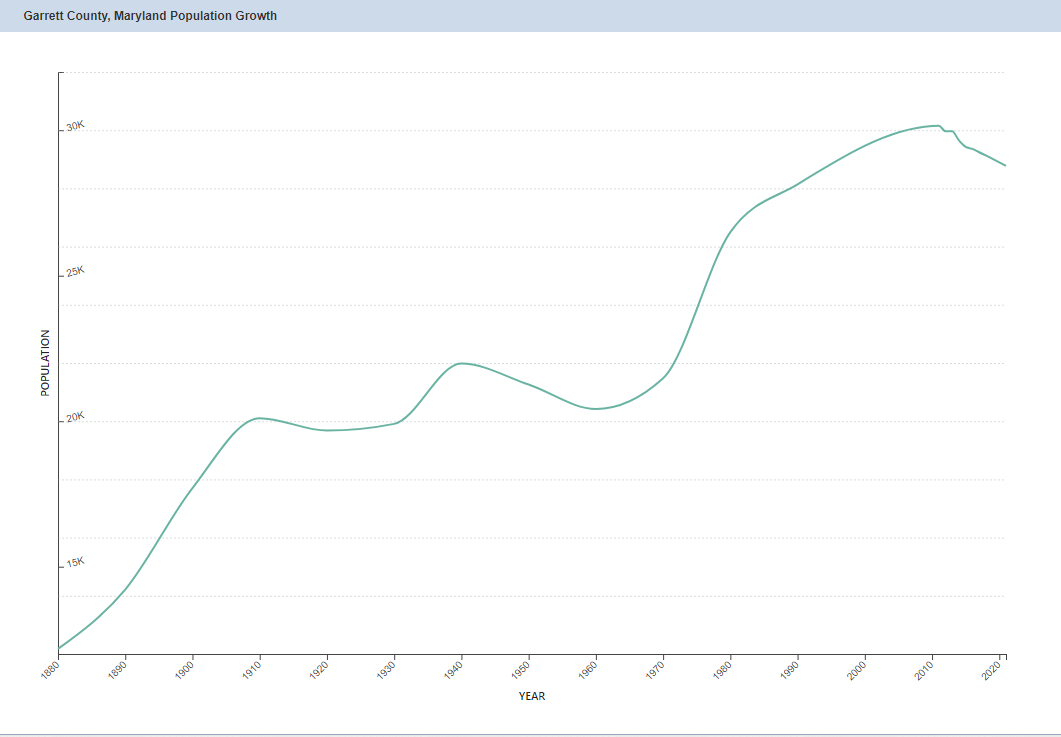 Garrett County, Maryland Population Growth
30K
25K
20K
15K
POPULATION
1880 1890 1900 1910 1920 1930 1940 1950 1960 1970 1980 1990 2000 2010 2020
YEAR